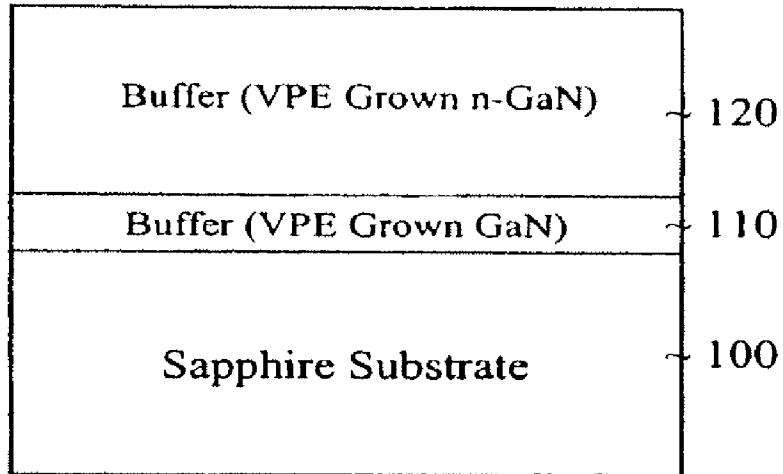 Buffer (VPE Grown n-GaN)
~ 120
Buffer (VPE Grown GaN)
~ 110
Sapphire Substrate
~ 100